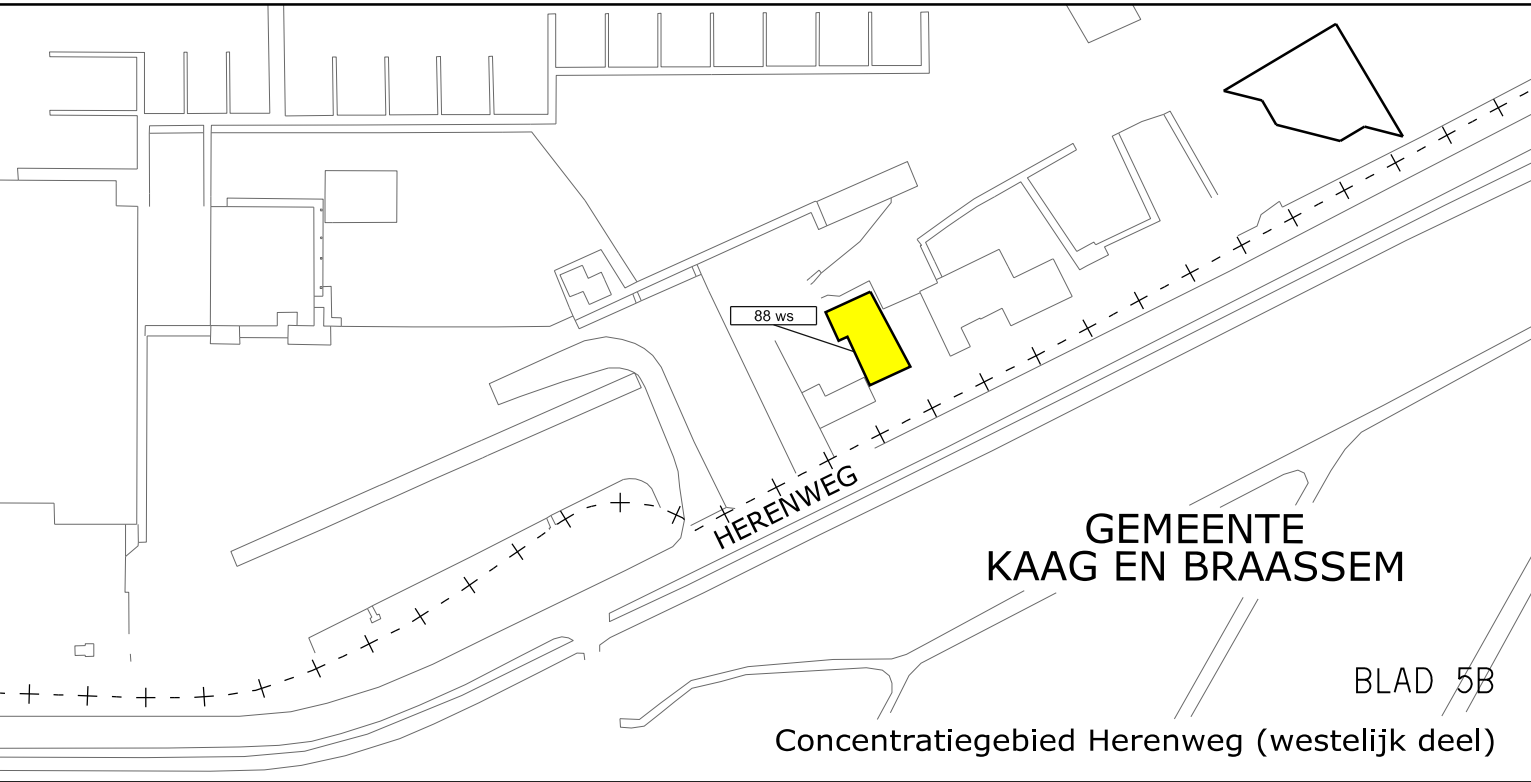 88 ws
HERENWEG
GEMEENTE
KAAG EN BRAASSEM
BLAD 5B
Concentratiegebied Herenweg (westelijk deel)